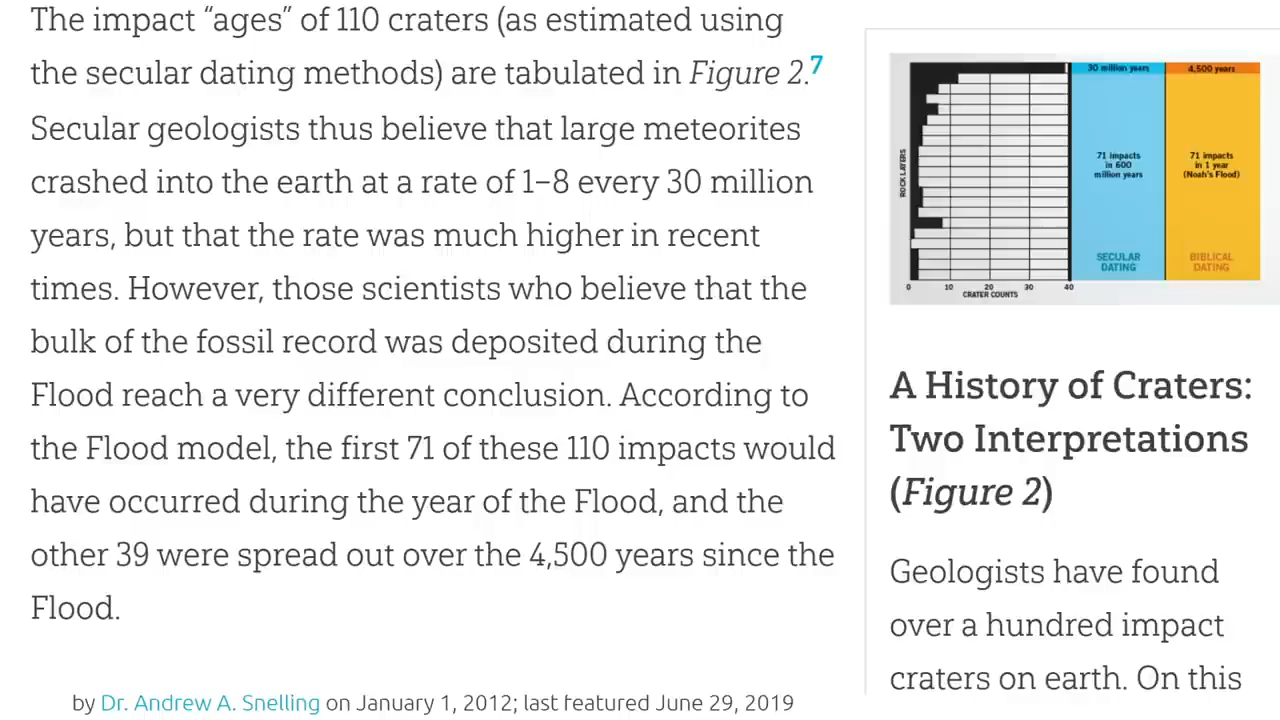 The impact “ages” of 110 craters (as estimated using
the secular dating methods) are tabulated in Figure 2.7
Secular geologists thus believe that large meteorites
crashed into the earth at a rate of 1–8 every 30 million
years, but that the rate was much higher in recent
times. However, those scientists who believe that the
bulk of the fossil record was deposited during the
Flood reach a very different conclusion. According to
the Flood model, the first 71 of these 110 impacts would
have occurred during the year of the Flood, and the
other 39 were spread out over the 4,500 years since the
Flood.
by Dr. Andrew A. Snelling on January 1, 2012; last featured June 29, 2019
30 million years
4,500 years
ROCK LAYERS
71 impacts
in 600
million years
71 impacts
in 1 year
(Noah's Flood)
SECULAR
DATING
BIBLICAL
DATING
0 10 20 30 40
CRATER COUNTS
A History of Craters:
Two Interpretations
(Figure 2)
Geologists have found
over a hundred impact
craters on earth. On this